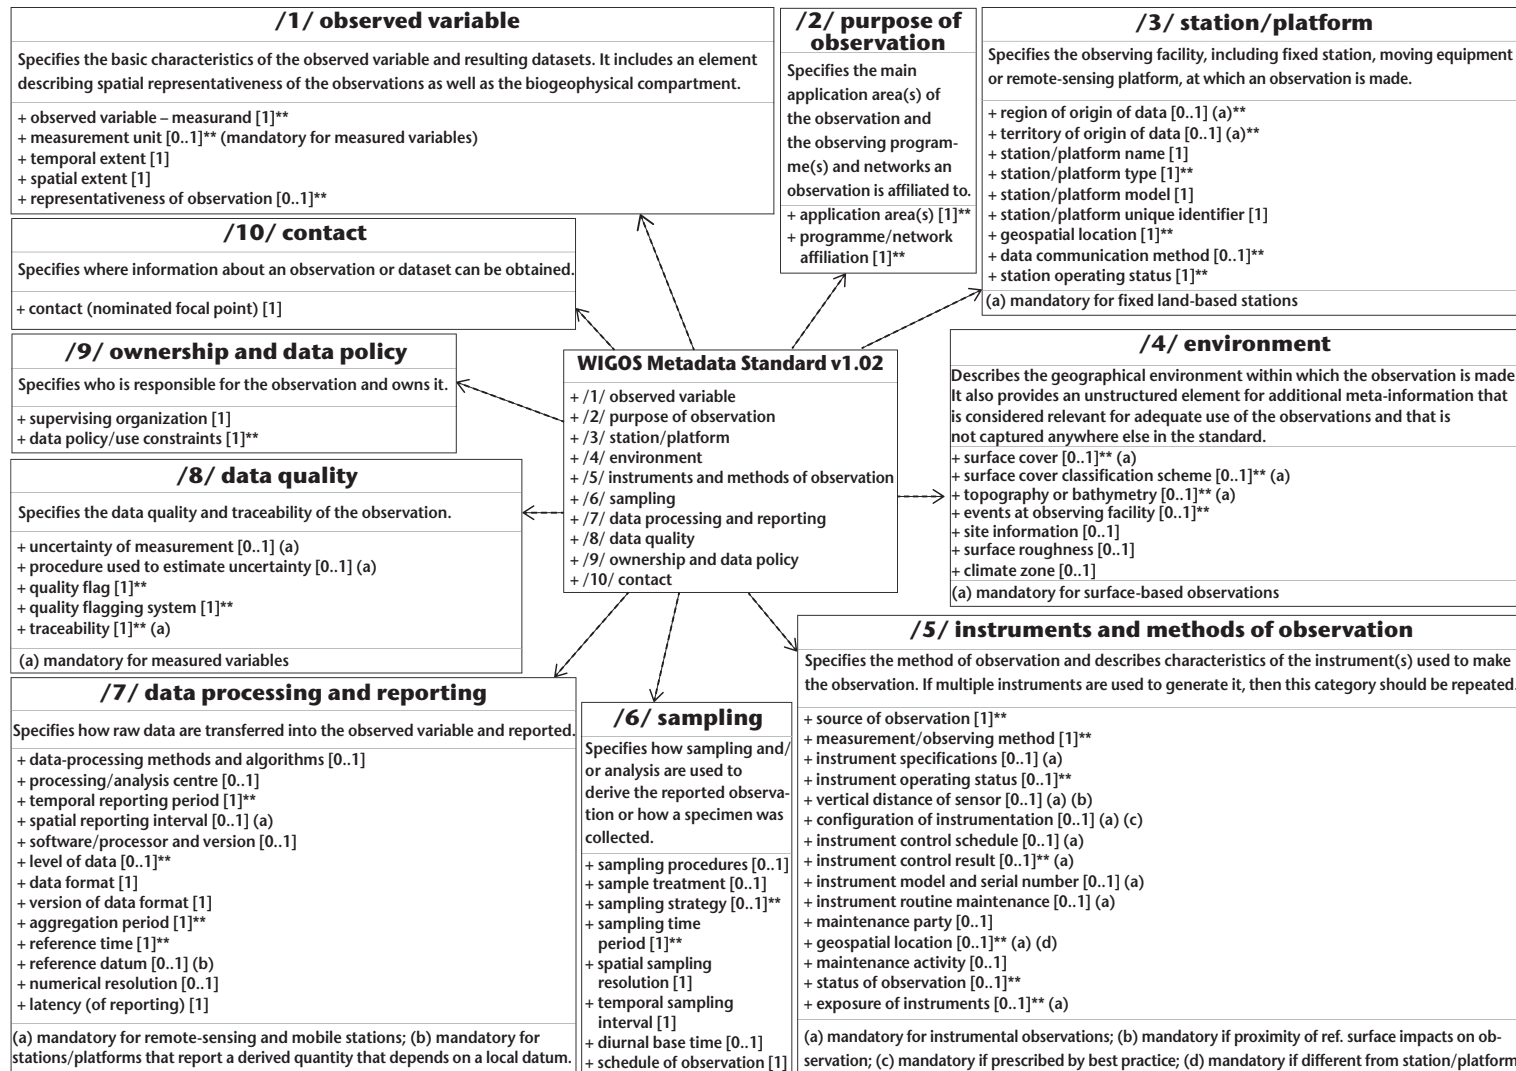 /1/ observed variable
Specifies the basic characteristics of the observed variable and resulting datasets. It includes an element
describing spatial representativeness of the observations as well as the biogeophysical compartment.
+ observed variable – measurand [1]**
+ measurement unit [0..1]** (mandatory for measured variables)
+ temporal extent [1]
+ spatial extent [1]
+ representativeness of observation [0..1]**
/2/ purpose of
observation
Specifies the main
application area(s) of
the observation and
the observing program-
me(s) and networks an
observation is affiliated to.
+ application area(s) [1]**
+ programme/network
affiliation [1]**
/3/ station/platform
Specifies the observing facility, including fixed station, moving equipment
or remote-sensing platform, at which an observation is made.
+ region of origin of data [0..1] (a)**
+ territory of origin of data [0..1] (a)**
+ station/platform name [1]
+ station/platform type [1]**
+ station/platform model [1]
+ station/platform unique identifier [1]
+ geospatial location [1]**
+ data communication method [0..1]**
+ station operating status [1]**
(a) mandatory for fixed land-based stations
/10/ contact
Specifies where information about an observation or dataset can be obtained.
+ contact (nominated focal point) [1]
/9/ ownership and data policy
Specifies who is responsible for the observation and owns it.
+ supervising organization [1]
+ data policy/use constraints [1]**
WIGOS Metadata Standard v1.02
+ /1/ observed variable
+ /2/ purpose of observation
+ /3/ station/platform
+ /4/ environment
+ /5/ instruments and methods of observation
+ /6/ sampling
+ /7/ data processing and reporting
+ /8/ data quality
+ /9/ ownership and data policy
+ /10/ contact
/4/ environment
Describes the geographical environment within which the observation is made
It also provides an unstructured element for additional meta-information that
is considered relevant for adequate use of the observations and that is
not captured anywhere else in the standard.
+ surface cover [0..1]** (a)
+ surface cover classification scheme [0..1]** (a)
+ topography or bathymetry [0..1]** (a)
+ events at observing facility [0..1]**
+ site information [0..1]
+ surface roughness [0..1]
+ climate zone [0..1]
(a) mandatory for surface-based observations
/8/ data quality
Specifies the data quality and traceability of the observation.
+ uncertainty of measurement [0..1] (a)
+ procedure used to estimate uncertainty [0..1] (a)
+ quality flag [1]**
+ quality flagging system [1]**
+ traceability [1]** (a)
(a) mandatory for measured variables
/7/ data processing and reporting
Specifies how raw data are transferred into the observed variable and reported.
+ data-processing methods and algorithms [0..1]
+ processing/analysis centre [0..1]
+ temporal reporting period [1]**
+ spatial reporting interval [0..1] (a)
+ software/processor and version [0..1]
+ level of data [0..1]**
+ data format [1]
+ version of data format [1]
+ aggregation period [1]**
+ reference time [1]**
+ reference datum [0..1] (b)
+ numerical resolution [0..1]
+ latency (of reporting) [1]
(a) mandatory for remote-sensing and mobile stations; (b) mandatory for
stations/platforms that report a derived quantity that depends on a local datum.
/6/ sampling
Specifies how sampling and/
or analysis are used to
derive the reported observa-
tion or how a specimen was
collected.
+ sampling procedures [0..1]
+ sample treatment [0..1]
+ sampling strategy [0..1]**
+ sampling time
period [1]**
+ spatial sampling
resolution [1]
+ temporal sampling
interval [1]
+ diurnal base time [0..1]
+ schedule of observation [1]
/5/ instruments and methods of observation
Specifies the method of observation and describes characteristics of the instrument(s) used to make
the observation. If multiple instruments are used to generate it, then this category should be repeated.
+ source of observation [1]**
+ measurement/observing method [1]**
+ instrument specifications [0..1] (a)
+ instrument operating status [0..1]**
+ vertical distance of sensor [0..1] (a) (b)
+ configuration of instrumentation [0..1] (a) (c)
+ instrument control schedule [0..1] (a)
+ instrument control result [0..1]** (a)
+ instrument model and serial number [0..1] (a)
+ instrument routine maintenance [0..1] (a)
+ maintenance party [0..1]
+ geospatial location [0..1]** (a) (d)
+ maintenance activity [0..1]
+ status of observation [0..1]**
+ exposure of instruments [0..1]** (a)
(a) mandatory for instrumental observations; (b) mandatory if proximity of ref. surface impacts on ob-
servation; (c) mandatory if prescribed by best practice; (d) mandatory if different from station/platform